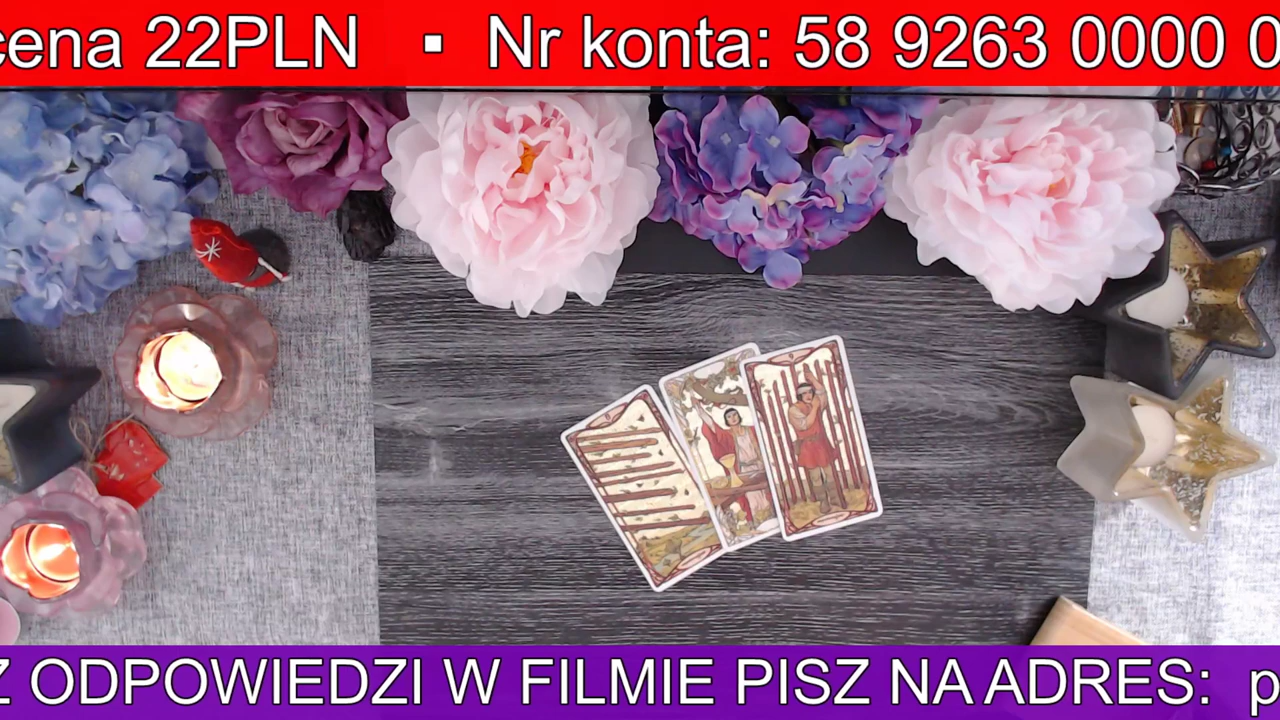 cena 22PLN ▪ Nr konta: 58 9263 0000 0
Z ODPOWIEDZI W FILMIE PISZ NA ADRES: p